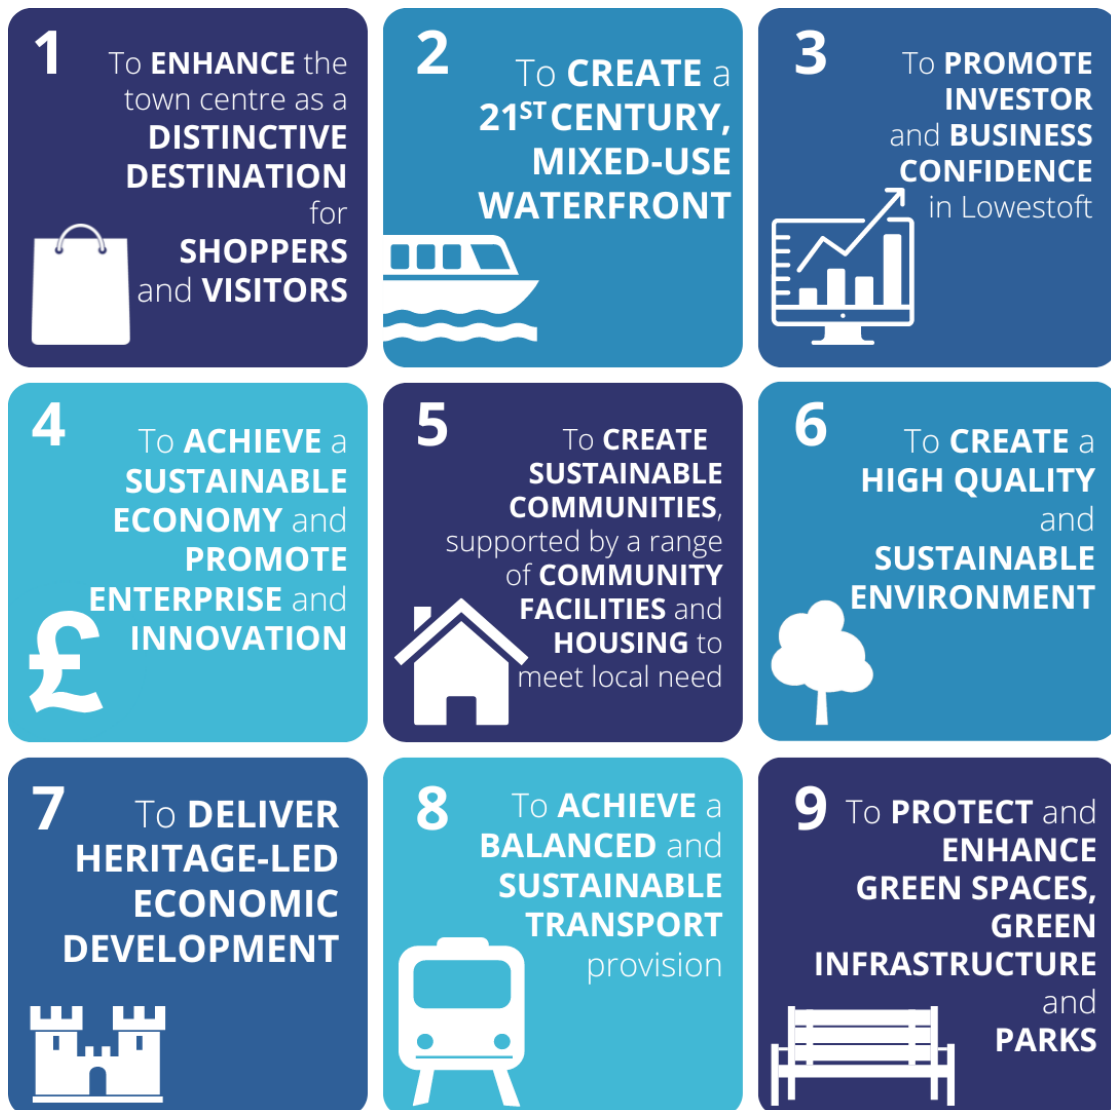 1
To ENHANCE the
town centre as a
DISTINCTIVE
DESTINATION
for
SHOPPERS
and VISITORS
2
To CREATE a
21ST CENTURY,
MIXED-USE
WATERFRONT
3
To PROMOTE
INVESTOR
and BUSINESS
CONFIDENCE
in Lowestoft
4
To ACHIEVE a
SUSTAINABLE
ECONOMY and
PROMOTE
ENTERPRISE and
INNOVATION
£
5
To CREATE
SUSTAINABLE
COMMUNITIES,
supported by a range
of COMMUNITY
FACILITIES and
HOUSING to
meet local need
6
To CREATE a
HIGH QUALITY
and
SUSTAINABLE
ENVIRONMENT
7
To DELIVER
HERITAGE-LED
ECONOMIC
DEVELOPMENT
8
To ACHIEVE a
BALANCED and
SUSTAINABLE
TRANSPORT
provision
9
To PROTECT and
ENHANCE
GREEN SPACES,
GREEN
INFRASTRUCTURE
and
PARKS